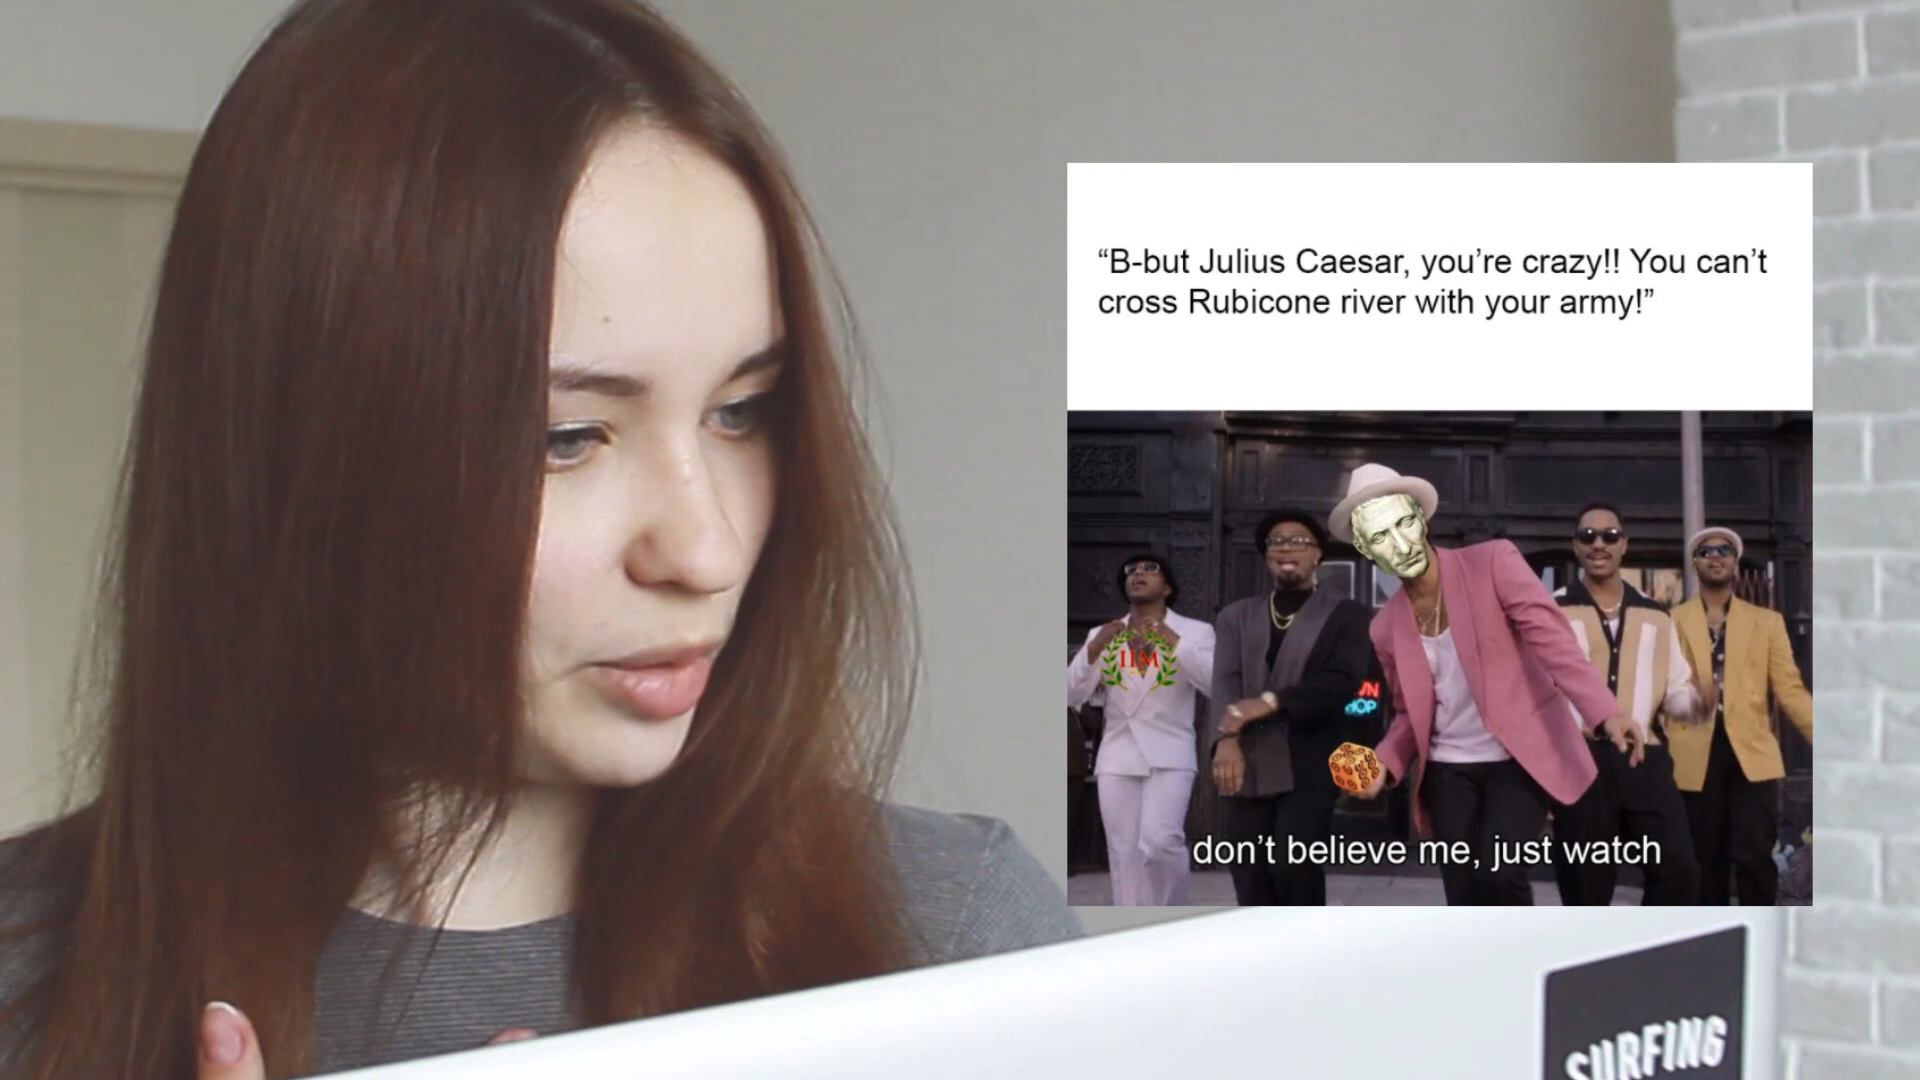 “B-but Julius Caesar, you’re crazy!! You can’t
cross Rubicone river with your army!”
IIM
HOP
don’t believe me, just watch
SURFING